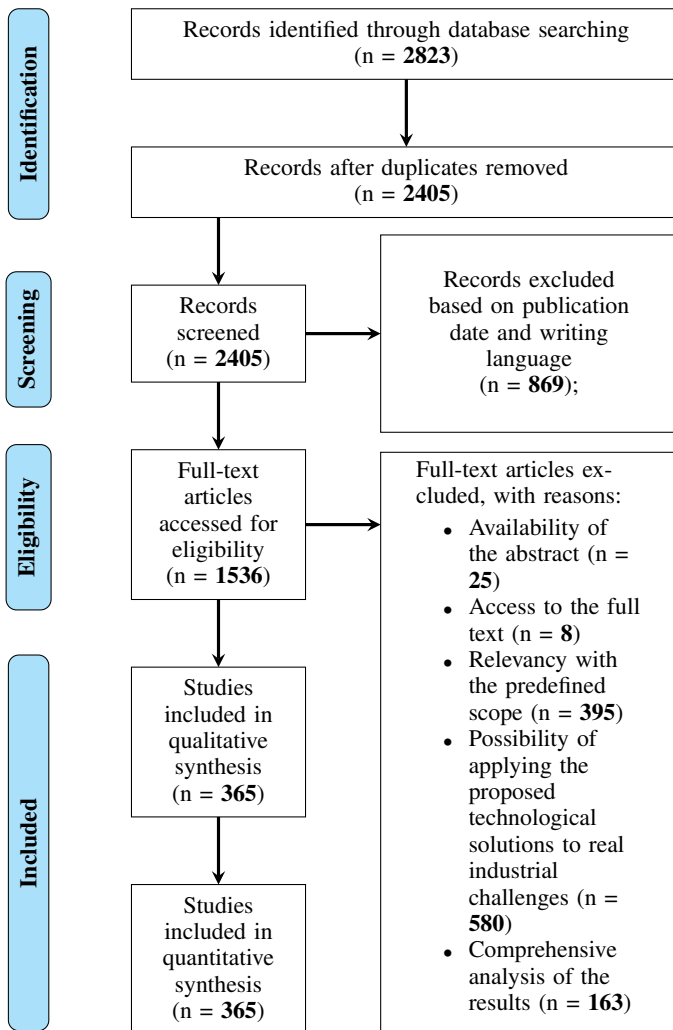 Identification
Records identified through database searching
(n = 2823)
Records after duplicates removed
(n = 2405)
Screening
Records
screened
(n = 2405)
Records excluded
based on publication
date and writing
language
(n = 869);
Eligibility
Full-text
articles
accessed for
eligibility
(n = 1536)
Full-text articles ex-
cluded, with reasons:
• Availability of
the abstract (n =
25)
• Access to the full
text (n = 8)
• Relevancy with
the predefined
scope (n = 395)
• Possibility of
applying the
proposed
technological
solutions to real
industrial
challenges (n =
580)
• Comprehensive
analysis of the
results (n = 163)
Included
Studies
included in
qualitative
synthesis
(n = 365)
Studies
included in
quantitative
synthesis
(n = 365)